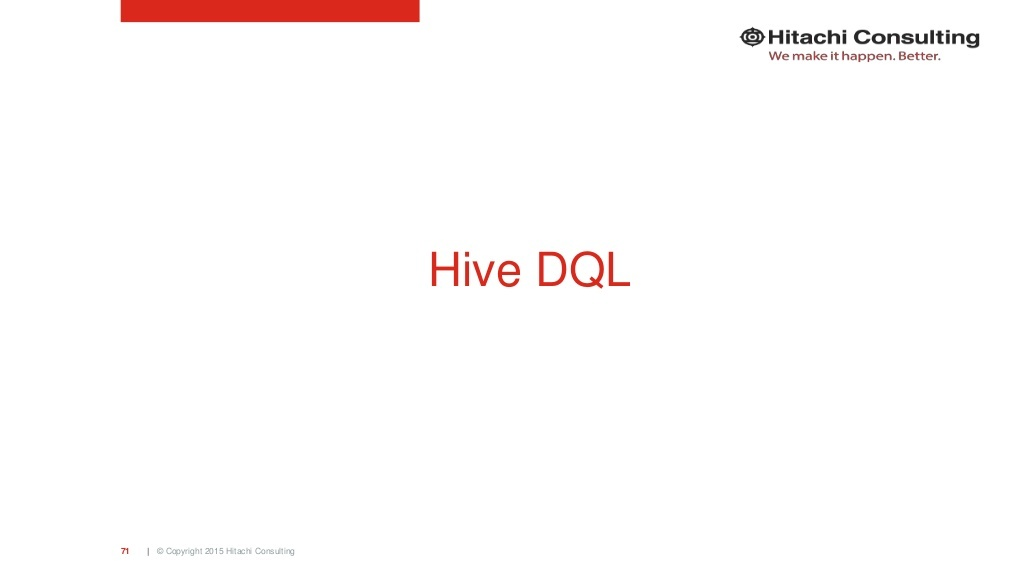 Hitachi Consulting
We make it happen. Better.
Hive DQL
71 | © Copyright 2015 Hitachi Consulting